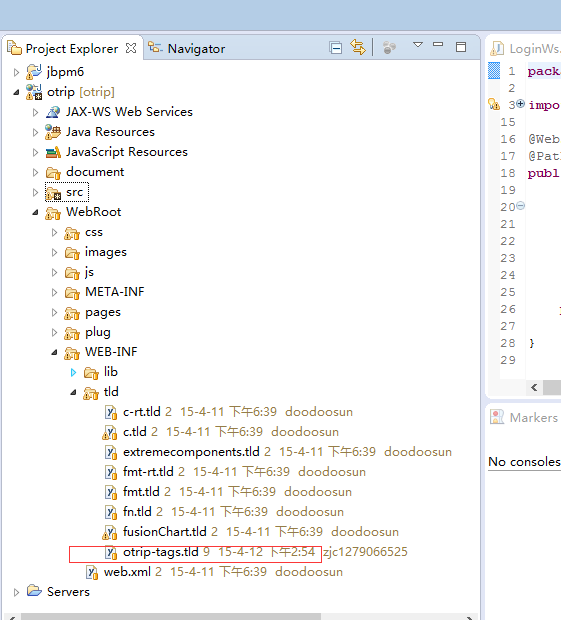 Project Explorer
Navigator
jbpm6
otrip [otrip]
JAX-WS Web Services
Java Resources
JavaScript Resources
document
src
WebRoot
css
images
js
META-INF
pages
plug
WEB-INF
lib
tld
c-rt.tld 2 15-4-11 下午6:39 doodoosun
c.tld 2 15-4-11 下午6:39 doodoosun
extremecomponents.tld 2 15-4-11 下午6:39 doodoosun
fmt-rt.tld 2 15-4-11 下午6:39 doodoosun
fmt.tld 2 15-4-11 下午6:39 doodoosun
fn.tld 2 15-4-11 下午6:39 doodoosun
fusionChart.tld 2 15-4-11 下午6:39 doodoosun
otrip-tags.tld 9 15-4-12 下午2:54 zjc1279066525
web.xml 2 15-4-11 下午6:39 doodoosun
Servers
LoginWs.
1 pack
2
3 impo
15
16 @Web
17 @Pat
18 publ
19
20
21
22
23
24
25
26
27
28 }
29
Markers
No consoles